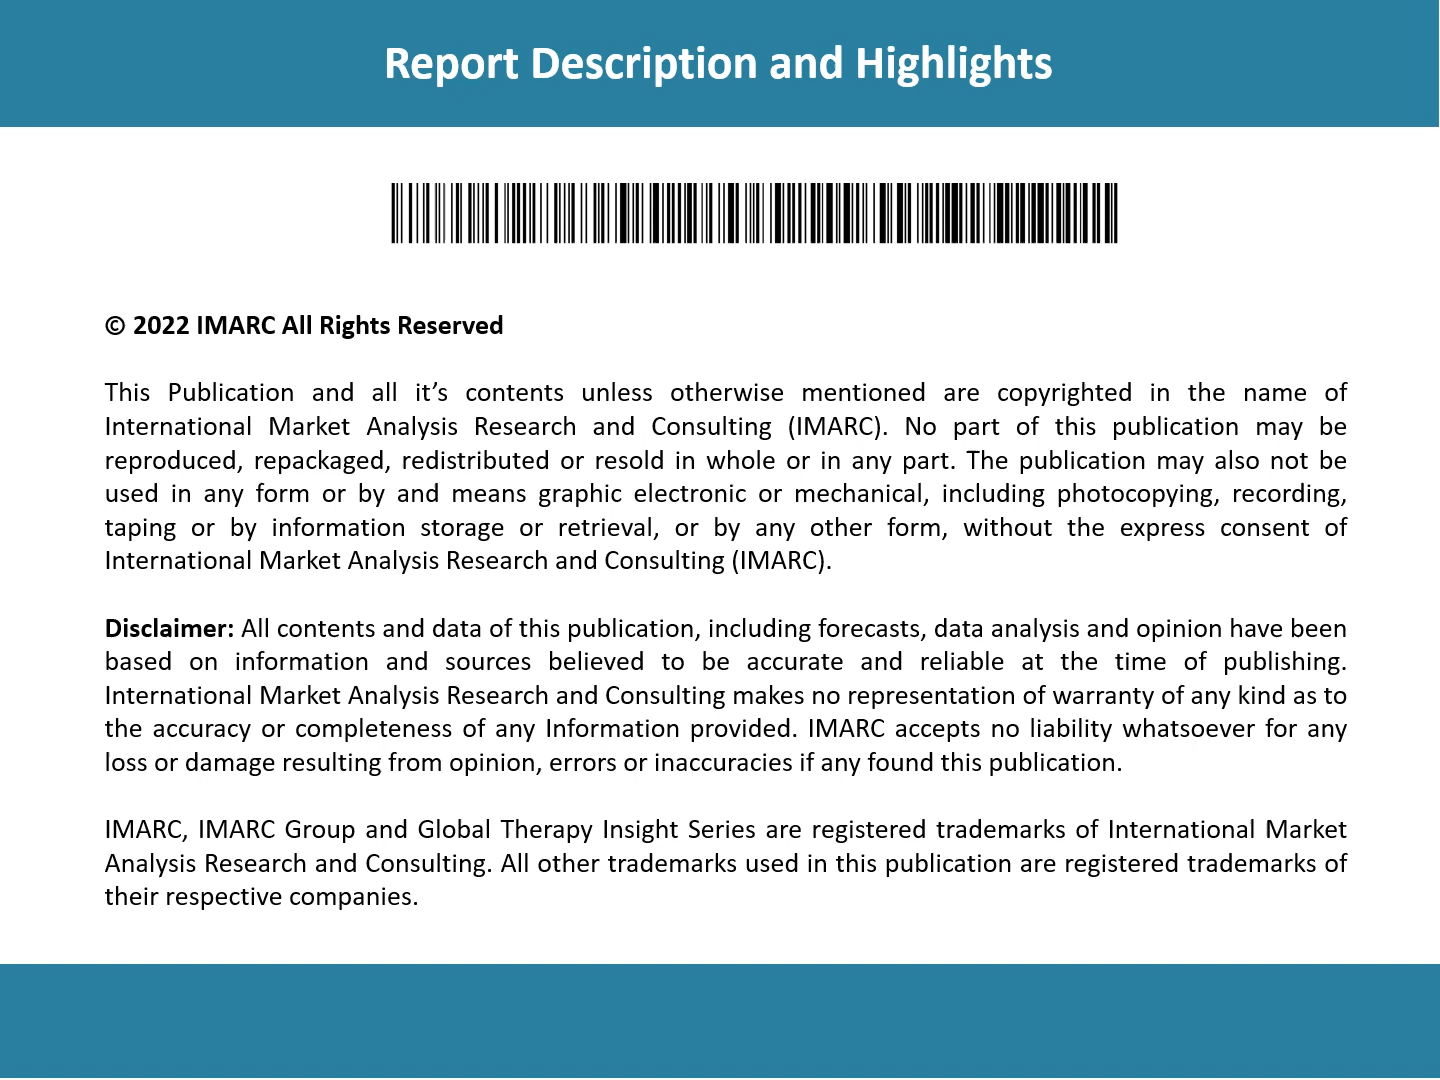 Report Description and Highlights
© 2022 IMARC All Rights Reserved
This Publication and all it’s contents unless otherwise mentioned are copyrighted in the name of
International Market Analysis Research and Consulting (IMARC). No part of this publication may be
reproduced, repackaged, redistributed or resold in whole or in any part. The publication may also not be
used in any form or by and means graphic electronic or mechanical, including photocopying, recording,
taping or by information storage or retrieval, or by any other form, without the express consent of
International Market Analysis Research and Consulting (IMARC).
Disclaimer: All contents and data of this publication, including forecasts, data analysis and opinion have been
based on information and sources believed to be accurate and reliable at the time of publishing.
International Market Analysis Research and Consulting makes no representation of warranty of any kind as to
the accuracy or completeness of any Information provided. IMARC accepts no liability whatsoever for any
loss or damage resulting from opinion, errors or inaccuracies if any found this publication.
IMARC, IMARC Group and Global Therapy Insight Series are registered trademarks of International Market
Analysis Research and Consulting. All other trademarks used in this publication are registered trademarks of
their respective companies.